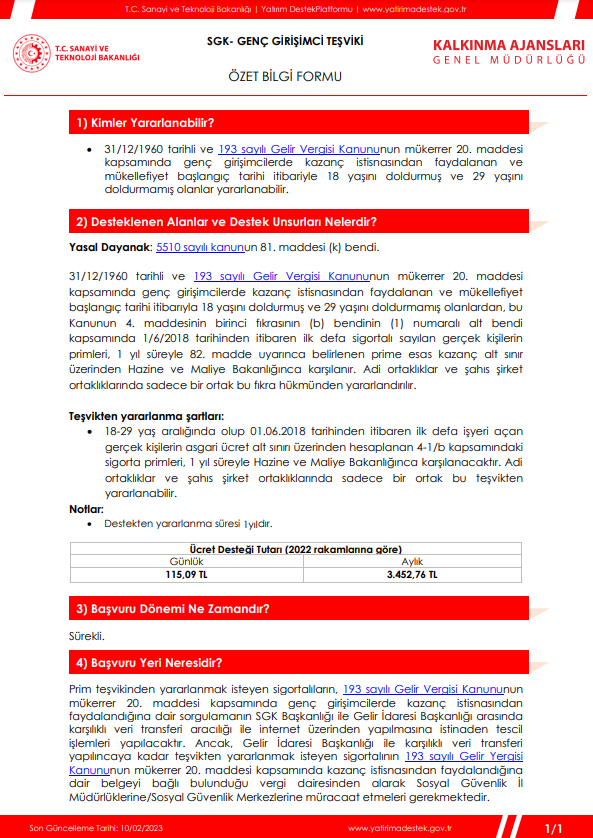 T.C. Sanayi ve Teknoloji Bakanlığı | Yatırım DestekPlatformu | www.yatirimadestek.gov.tr
T.C. SANAYİ VE
TEKNOLOJİ BAKANLIĞI
SGK- GENÇ GİRİŞİMCİ TEŞVİKİ
ÖZET BİLGİ FORMU
KALKINMA AJANSLARI
GENEL MÜDÜRLÜĞÜ
1) Kimler Yararlanabilir?
• 31/12/1960 tarihli ve 193 sayılı Gelir Vergisi Kanununun mükerrer 20. maddesi
kapsamında genç girişimcilerde kazanç istisnasından faydalanan ve
mükellefiyet başlangıç tarihi itibariyle 18 yaşını doldurmuş ve 29 yaşını
doldurmamış olanlar yararlanabilir.
2) Desteklenen Alanlar ve Destek Unsurları Nelerdir?
Yasal Dayanak: 5510 sayılı kanunun 81. maddesi (k) bendi.
31/12/1960 tarihli ve 193 sayılı Gelir Vergisi Kanununun mükerrer 20. maddesi
kapsamında genç girişimcilerde kazanç istisnasından faydalanan ve mükellefiyet
başlangıç tarihi itibarıyla 18 yaşını doldurmuş ve 29 yaşını doldurmamış olanlardan, bu
Kanunun 4. maddesinin birinci fıkrasının (b) bendinin (1) numaralı alt bendi
kapsamında 1/6/2018 tarihinden itibaren ilk defa sigortalı sayılan gerçek kişilerin
primleri, 1 yıl süreyle 82. madde uyarınca belirlenen prime esas kazanç alt sınır
üzerinden Hazine ve Maliye Bakanlığınca karşılanır. Adi ortaklıklar ve şahıs şirket
ortaklıklarında sadece bir ortak bu fıkra hükmünden yararlandırılır.
Teşvikten yararlanma şartları:
• 18-29 yaş aralığında olup 01.06.2018 tarihinden itibaren ilk defa işyeri açan
gerçek kişilerin asgari ücret alt sınırı üzerinden hesaplanan 4-1/b kapsamındaki
sigorta primleri, 1 yıl süreyle Hazine ve Maliye Bakanlığınca karşılanacaktır. Adi
ortaklıklar ve şahıs şirket ortaklıklarında sadece bir ortak bu teşvikten
yararlanabilir.
Notlar:
• Destekten yararlanma süresi 1yıldır.
Ücret Desteği Tutarı (2022 rakamlarına göre)
Günlük Aylık
115,09 TL 3.452,76 TL
3) Başvuru Dönemi Ne Zamandır?
Sürekli.
4) Başvuru Yeri Neresidir?
Prim teşvikinden yararlanmak isteyen sigortalıların, 193 sayılı Gelir Vergisi Kanununun
mükerrer 20. maddesi kapsamında genç girişimcilerde kazanç istisnasından
faydalandığına dair sorgulamanın SGK Başkanlığı ile Gelir İdaresi Başkanlığı arasında
karşılıklı veri transferi aracılığı ile internet üzerinden yapılmasına istinaden tescil
işlemleri yapılacaktır. Ancak, Gelir İdaresi Başkanlığı ile karşılıklı veri transferi
yapılıncaya kadar teşvikten yararlanmak isteyen sigortalının 193 sayılı Gelir Yergisi
Kanununun mükerrer 20. maddesi kapsamında kazanç istisnasından faydalandığına
dair belgeyi bağlı bulunduğu vergi dairesinden alarak Sosyal Güvenlik İl
Müdürlüklerine/Sosyal Güvenlik Merkezlerine müracaat etmeleri gerekmektedir.
Son Güncelleme Tarihi: 10/02/2023 www.yatirimadestek.gov.tr 1/1